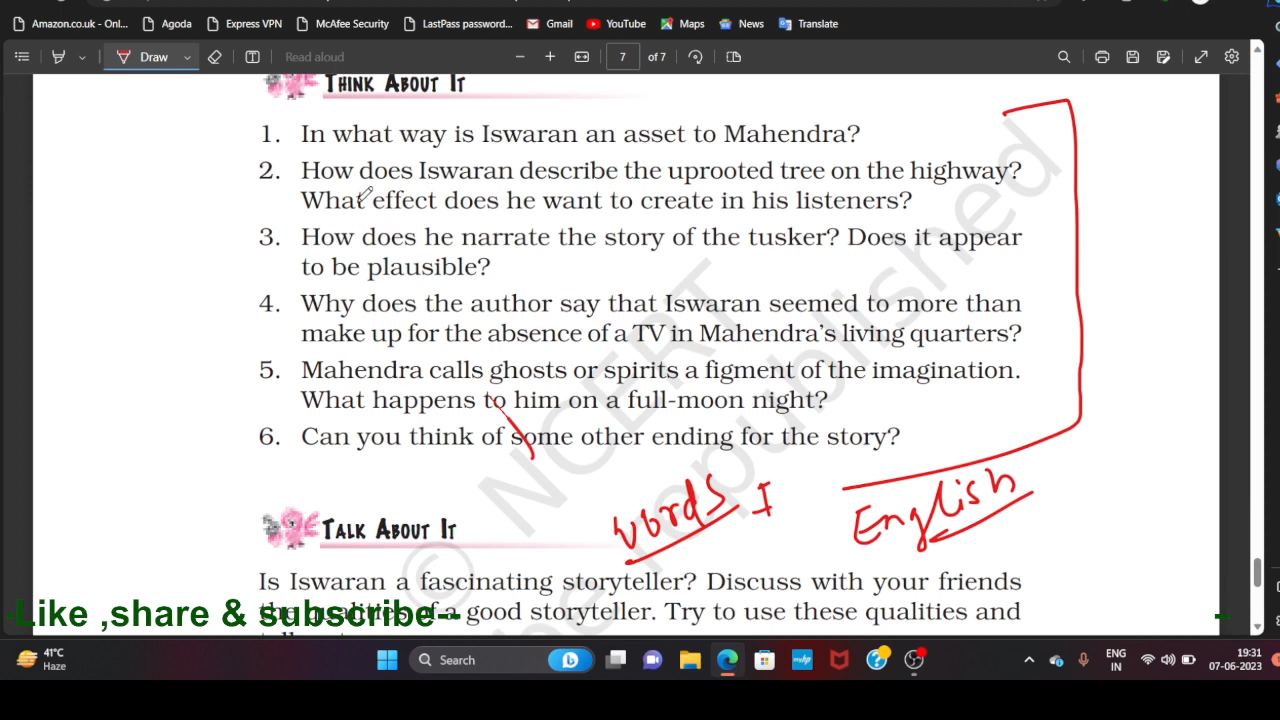 Amazon.co.uk - Onl...
Agoda
Express VPN
McAfee Security
LastPass password...
Gmail
YouTube
Maps
News
Translate
Draw
Read aloud
7
of 7
THINK ABOUT IT
1. In what way is Iswaran an asset to Mahendra?
2. How does Iswaran describe the uprooted tree on the highway?
What effect does he want to create in his listeners?
3. How does he narrate the story of the tusker? Does it appear
to be plausible?
4. Why does the author say that Iswaran seemed to more than
make up for the absence of a TV in Mahendra's living quarters?
5. Mahendra calls ghosts or spirits a figment of the imagination.
What happens to him on a full-moon night?
6. Can you think of some other ending for the story?
words I
English
TALK ABOUT IT
Is Iswaran a fascinating storyteller? Discuss with your friends
the qualities of a good storyteller. Try to use these qualities and
© NCERT
be republished
-Like ,share & subscribe-- --
41°C
Haze
Search
ENG
IN
19:31
07-06-2023